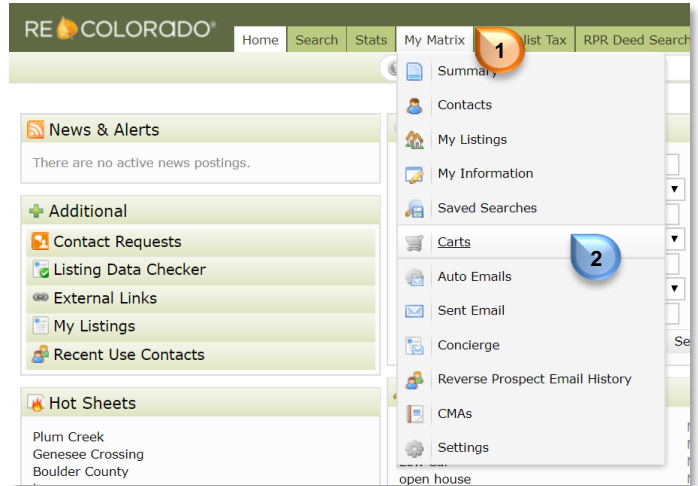 RE COLORADO®
Home Search Stats My Matrix list Tax RPR Deed Search
1
Summary
Contacts
My Listings
My Information
Saved Searches
Carts
2
Auto Emails
Sent Email
Concierge
Reverse Prospect Email History
CMAs
Settings
News & Alerts
There are no active news postings.
Additional
Contact Requests
Listing Data Checker
External Links
My Listings
Recent Use Contacts
Hot Sheets
Plum Creek
Genesee Crossing
Boulder County
Se
open house